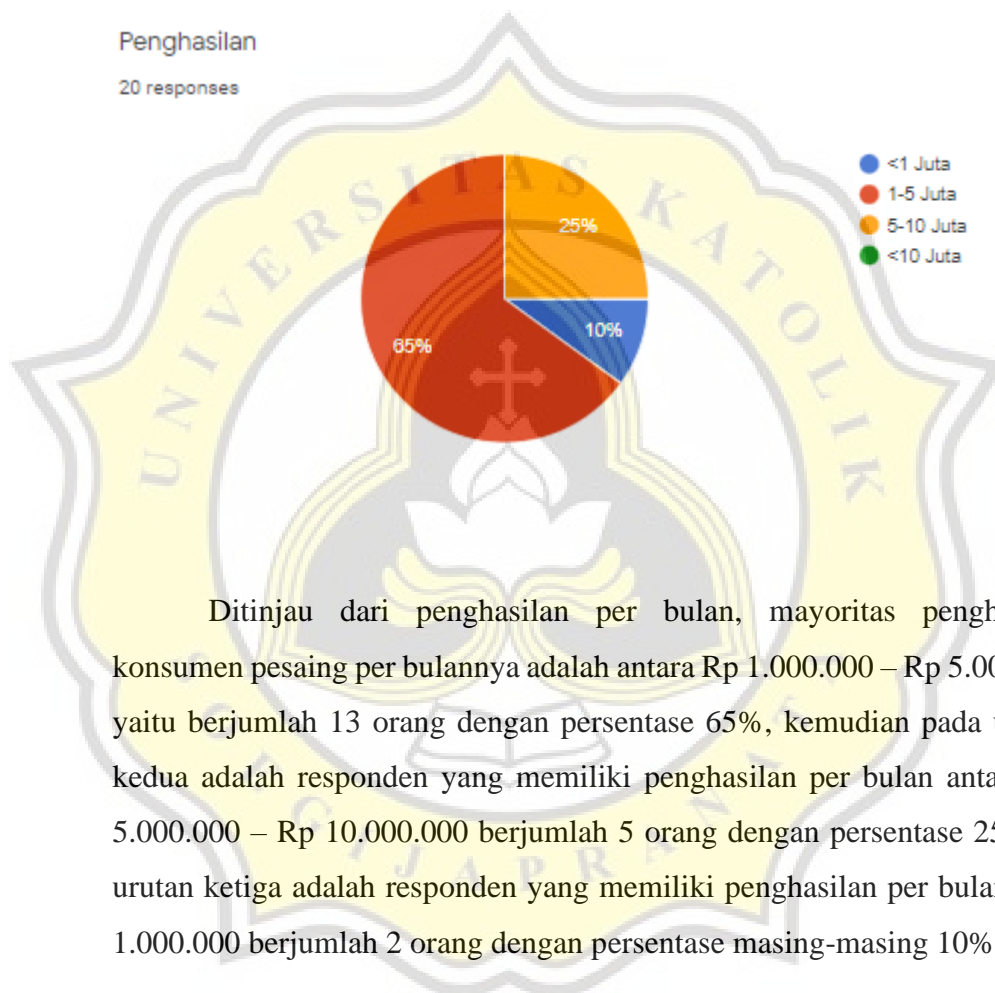 Penghasilan
20 responses
<1 Juta
1-5 Juta
5-10 Juta
<10 Juta
25%
10%
65%
UNIVERSITAS KATOLIK
SOEGIJAPRANATA
Ditinjau dari penghasilan per bulan, mayoritas pengh
konsumen pesaing per bulannya adalah antara Rp 1.000.000 – Rp 5.00
yaitu berjumlah 13 orang dengan persentase 65%, kemudian pada
kedua adalah responden yang memiliki penghasilan per bulan anta
5.000.000 – Rp 10.000.000 berjumlah 5 orang dengan persentase 25
urutan ketiga adalah responden yang memiliki penghasilan per bula
1.000.000 berjumlah 2 orang dengan persentase masing-masing 10%